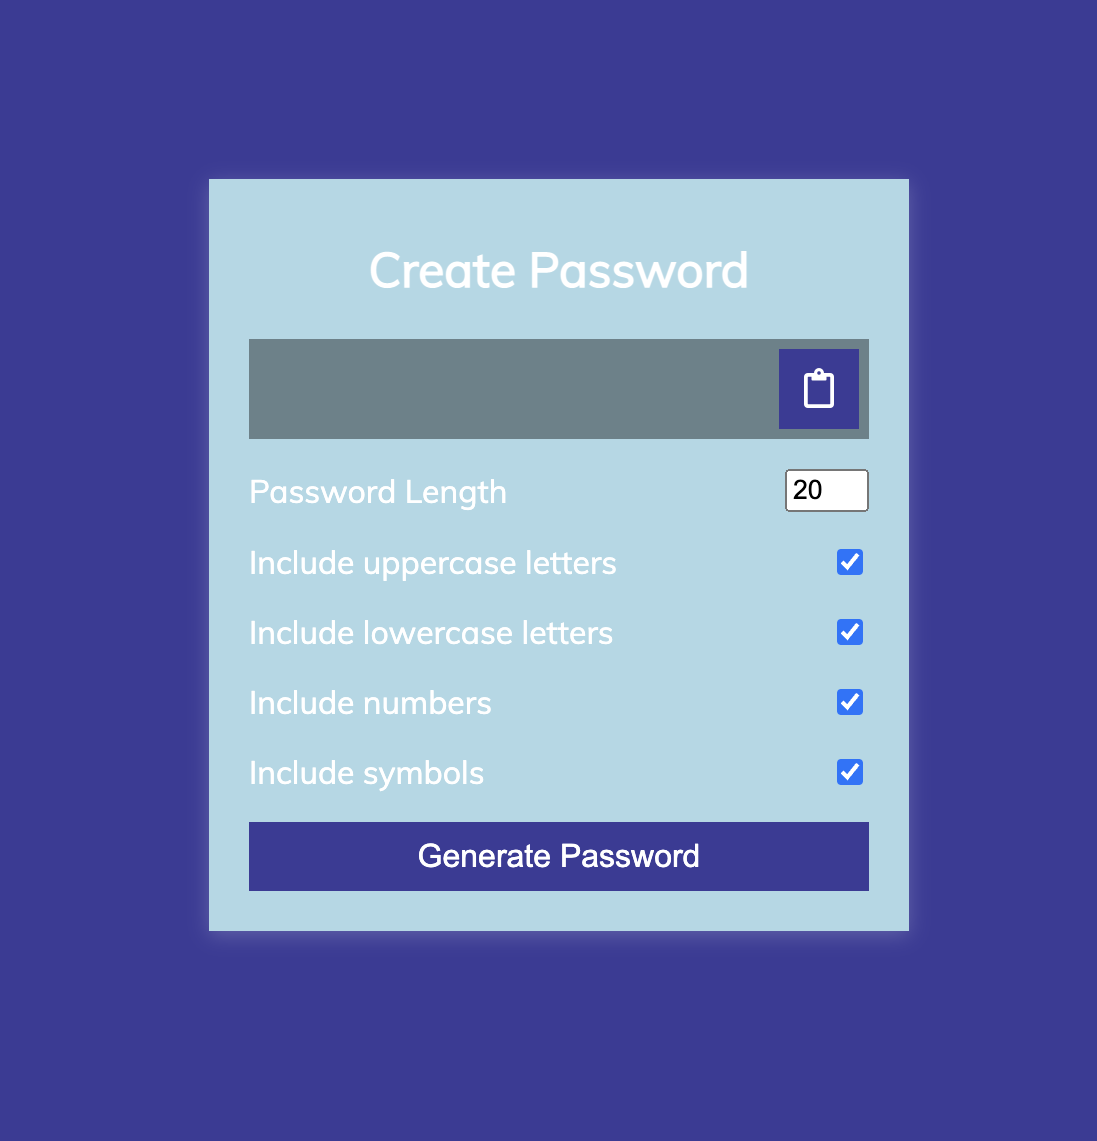 Create Password
Password Length 20
Include uppercase letters
Include lowercase letters
Include numbers
Include symbols
Generate Password